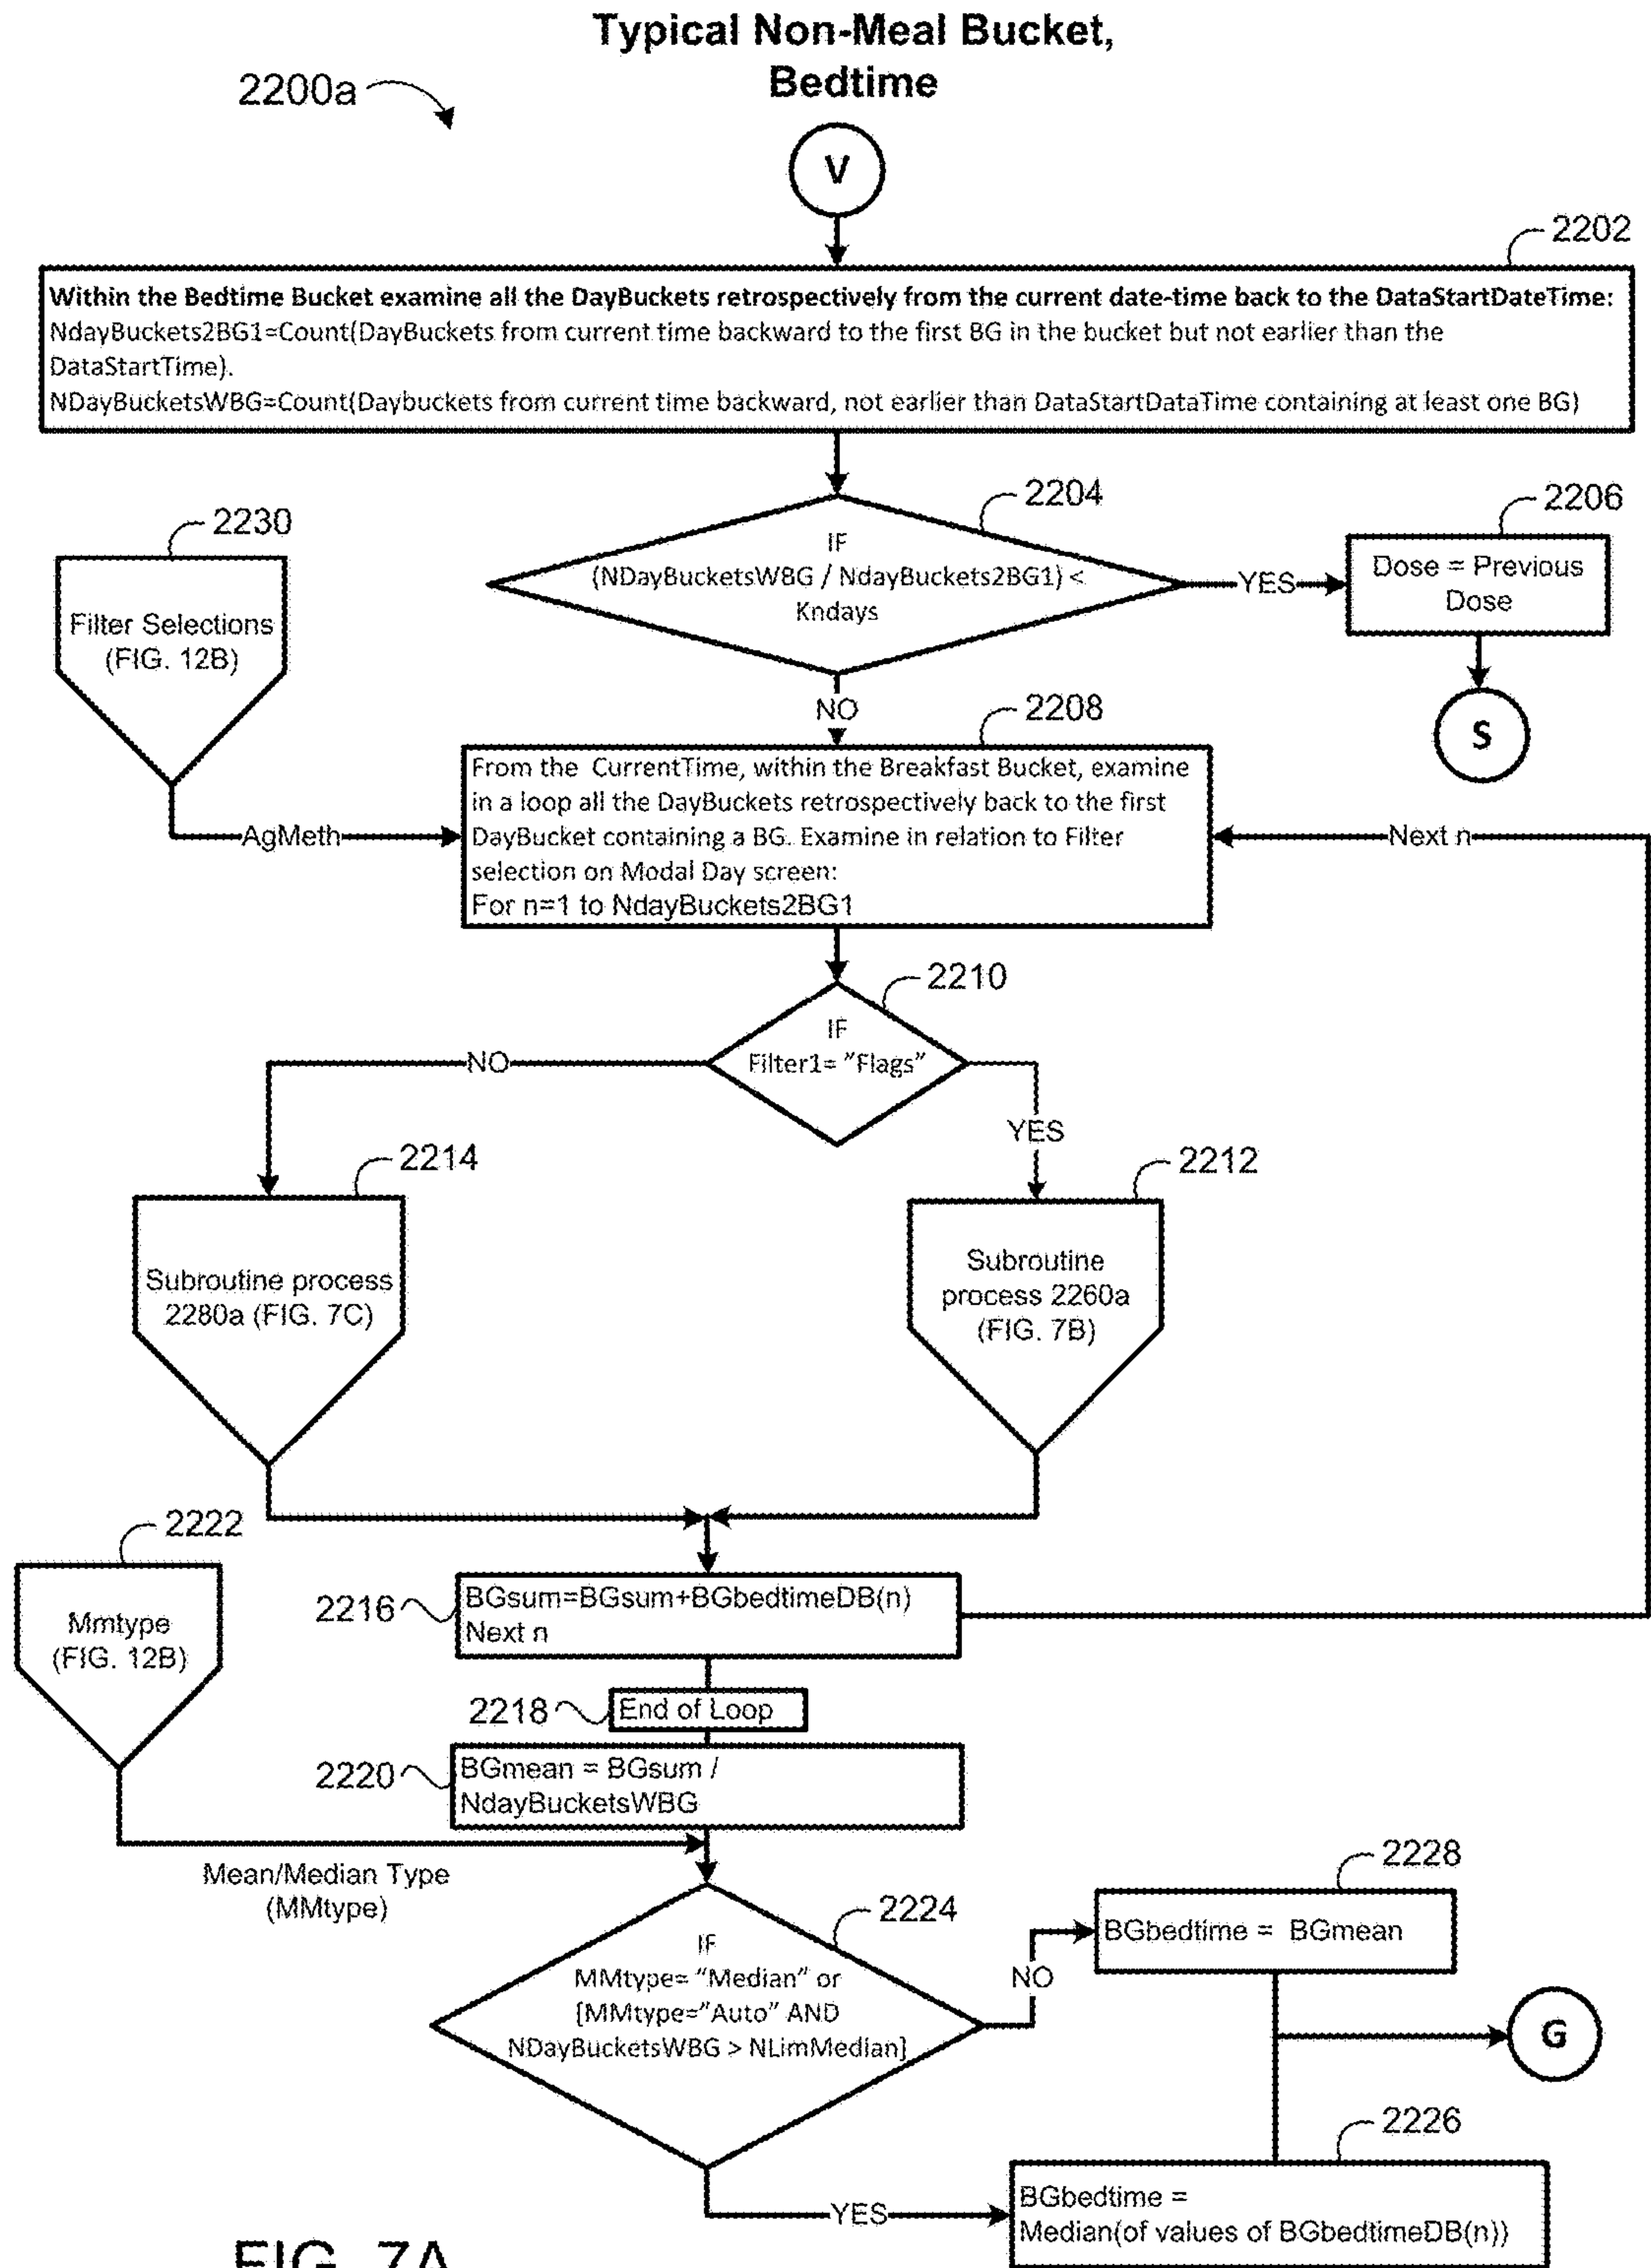 Typical Non-Meal Bucket,
Bedtime
2200a
V
2202
Within the Bedtime Bucket examine all the DayBuckets retrospectively from the current date-time back to the DataStartDateTime:
NdayBuckets2BG1=Count(DayBuckets from current time backward to the first BG in the bucket but not earlier than the
DataStartTime).
NDayBucketsWBG=Count(Daybuckets from current time backward, not earlier than DataStartDataTime containing at least one BG)
2204
IF
(NDayBucketsWBG / NdayBuckets2BG1) <
Kndays
YES
2206
Dose = Previous
Dose
S
2230
Filter Selections
(FIG. 12B)
NO
2208
From the CurrentTime, within the Breakfast Bucket, examine
in a loop all the DayBuckets retrospectively back to the first
DayBucket containing a BG. Examine in relation to Filter
selection on Modal Day screen:
For n=1 to NdayBuckets2BG1
AgMeth
Next n
2210
IF
Filter1= "Flags"
NO
YES
2214
Subroutine process
2280a (FIG. 7C)
2212
Subroutine
process 2260a
(FIG. 7B)
2222
Mmtype
(FIG. 12B)
2216
BGsum=BGsum+BGbedtimeDB(n)
Next n
2218
End of Loop
2220
BGmean = BGsum /
NdayBucketsWBG
Mean/Median Type
(MMtype)
2224
IF
MMtype= "Median" or
[MMtype="Auto" AND
NDayBucketsWBG > NLimMedian]
NO
2228
BGbedtime = BGmean
G
2226
YES
BGbedtime =
Median(of values of BGbedtimeDB(n))
FIG. 7A